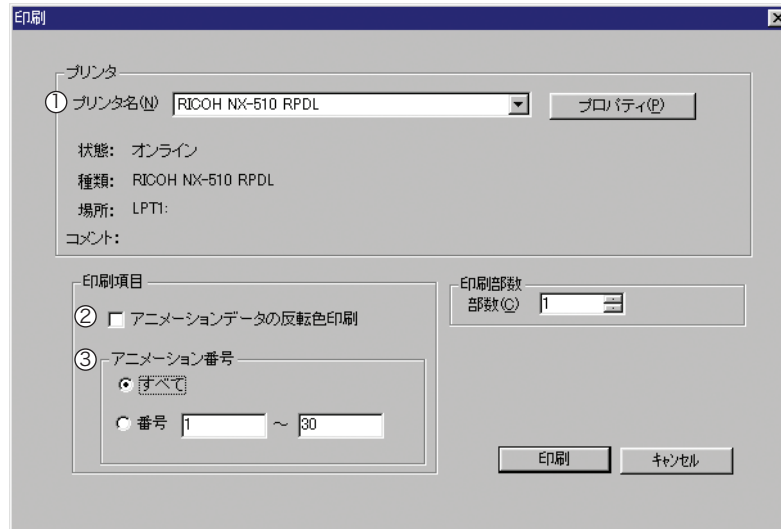 印刷
プリンタ
① プリンタ名(N) RICOH NX-510 RPDL プロパティ(P)
状態: オンライン
種類: RICOH NX-510 RPDL
場所: LPT1:
コメント:
印刷項目
② アニメーションデータの反転色印刷
③ アニメーション番号
すべて
番号 1 ～ 30
印刷部数
部数(C) 1
印刷 キャンセル